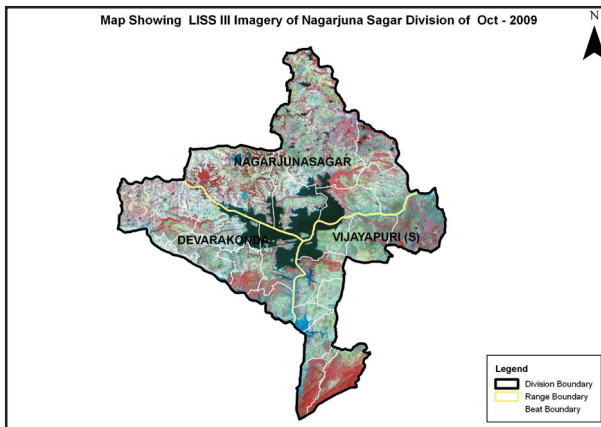 Map Showing LISS III Imagery of Nagarjuna Sagar Division of Oct - 2009
N
NAGARJUNASAGAR
DEVARAKONDA
VIJAYAPURI (S)
Legend
Division Boundary
Range Boundary
Beat Boundary